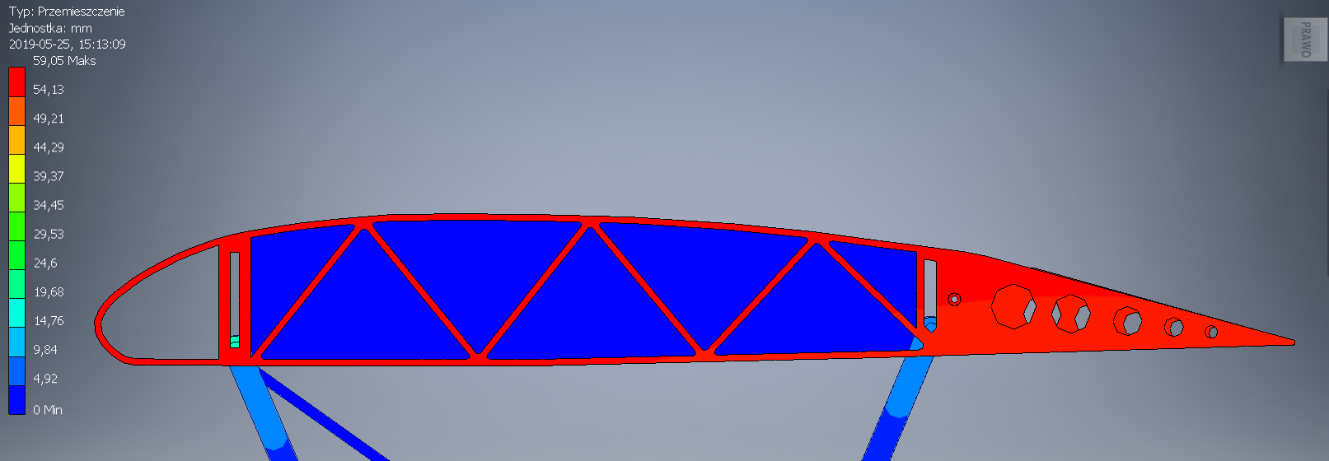 Typ: Przemieszczenie
Jednostka: mm
2019-05-25, 15:13:09
59,05 Maks
54,13
49,21
44,29
39,37
34,45
29,53
24,6
19,68
14,76
9,84
4,92
0 Min
PRAWO